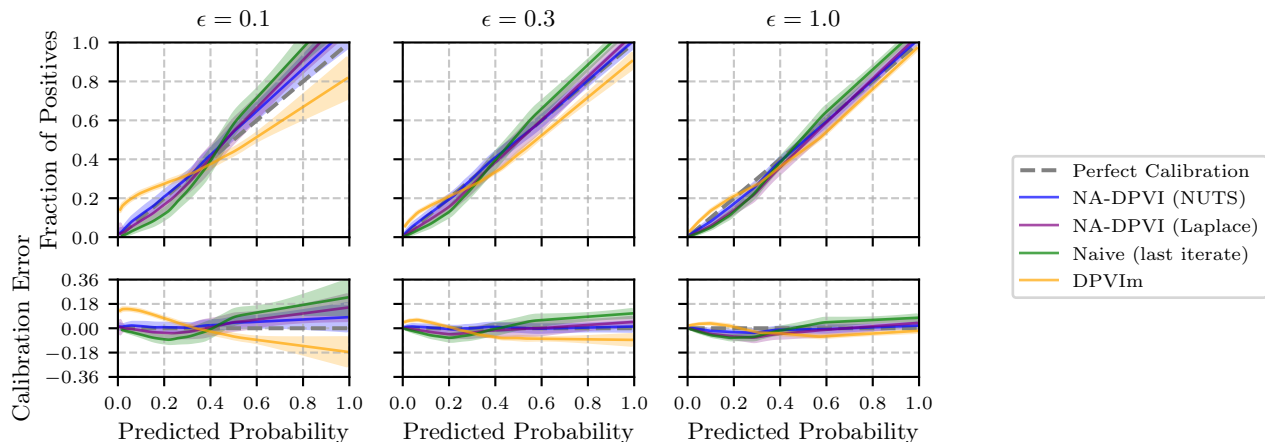 ϵ = 0.1
ϵ = 0.3
ϵ = 1.0
Fraction of Positives
1.0
0.8
0.6
0.4
0.2
0.0
Calibration Error
0.36
0.18
0.00
−0.18
−0.36
0.0 0.2 0.4 0.6 0.8 1.0
0.0 0.2 0.4 0.6 0.8 1.0
0.0 0.2 0.4 0.6 0.8 1.0
Predicted Probability
Predicted Probability
Predicted Probability
Perfect Calibration
NA-DPVI (NUTS)
NA-DPVI (Laplace)
Naive (last iterate)
DPVIm